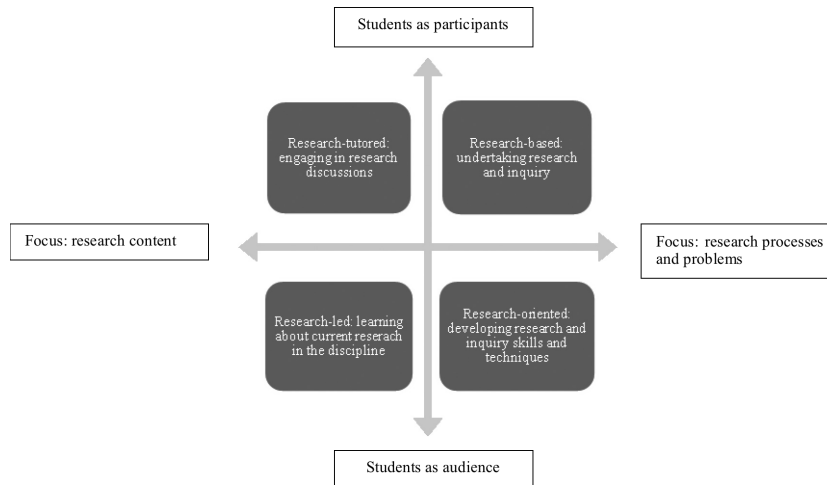 Students as participants
Research-tutored:
engaging in research
discussions
Research-based:
undertaking research
and inquiry
Focus: research content
Focus: research processes
and problems
Research-led: learning
about current reserach
in the discipline
Research-oriented:
developing research and
inquiry skills and
techniques
Students as audience